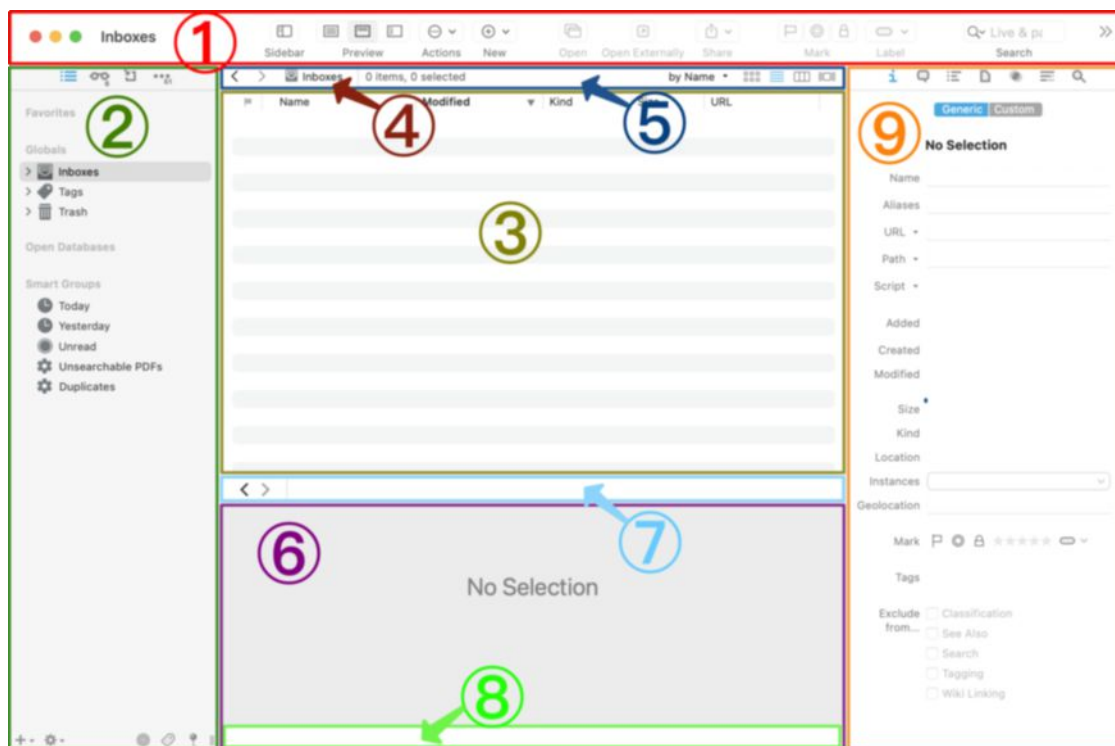 Inboxes
①
Sidebar
Preview
Actions
New
Open
Open Externally
Share
Mark
Label
Live &
Search
②
Favorites
Globals
Inboxes
Tags
Trash
Open Databases
Smart Groups
Today
Yesterday
Unread
Unsearchable PDFs
Duplicates
Inboxes
0 items, 0 selected
by Name
④
⑤
Name
Modified
Kind
Size
URL
③
⑦
⑥
No Selection
⑧
⑨
Generic
Custom
No Selection
Name
Aliases
URL
Path
Script
Added
Created
Modified
Size
Kind
Location
Instances
Geolocation
Mark
Tags
Exclude
from...
Classification
See Also
Search
Tagging
Wiki Linking